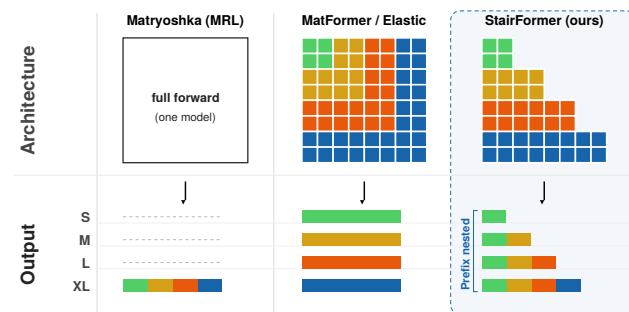 Matryoshka (MRL)
MatFormer / Elastic
StairFormer (ours)
Architecture
full forward
(one model)
Output
S
M
L
XL
Prefix nested